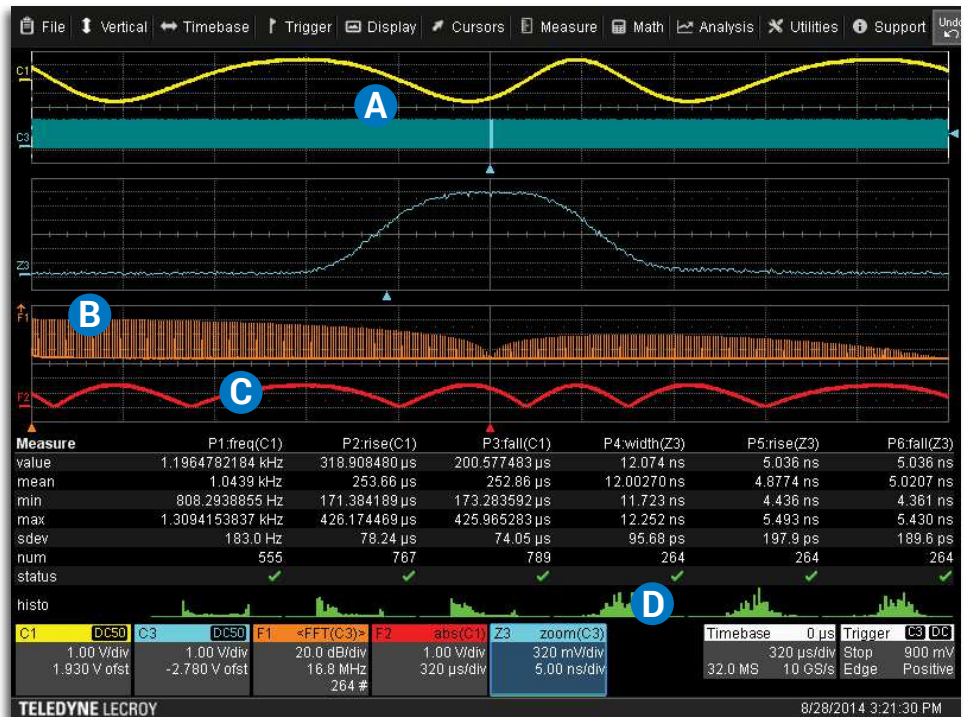 File Vertical Timebase Trigger Display Cursors Measure Math Analysis Utilities Support Undo
C1
A
C3
Z3
F1
B
F2
C
Measure P1:freq(C1) P2:rise(C1) P3:fall(C1) P4:width(Z3) P5:rise(Z3) P6:fall(Z3)
value 1.1964782184 kHz 318.908480 µs 200.577483 µs 12.074 ns 5.036 ns 5.036 ns
mean 1.0439 kHz 253.66 µs 252.86 µs 12.00270 ns 4.8774 ns 5.0207 ns
min 808.2938855 Hz 171.384189 µs 173.283592 µs 11.723 ns 4.436 ns 4.361 ns
max 1.3094153837 kHz 426.174469 µs 425.965283 µs 12.252 ns 5.493 ns 5.430 ns
sdev 183.0 Hz 78.24 µs 74.05 µs 95.68 ps 197.9 ps 189.6 ps
num 555 767 789 264 264 264
status
histo
D
C1 DC50 C3 DC50 F1 <FFT(C3)> F2 abs(C1) Z3 zoom(C3) Timebase 0 µs Trigger C3 DC
1.00 V/div 1.00 V/div 20.0 dB/div 1.00 V/div 320 mV/div 320 µs/div Stop 900 mV
1.930 V ofst -2.780 V ofst 16.8 MHz 320 µs/div 5.00 ns/div 32.0 MS 10 GS/s Edge Positive
264 #
TELEDYNE LECROY 8/28/2014 3:21:30 PM